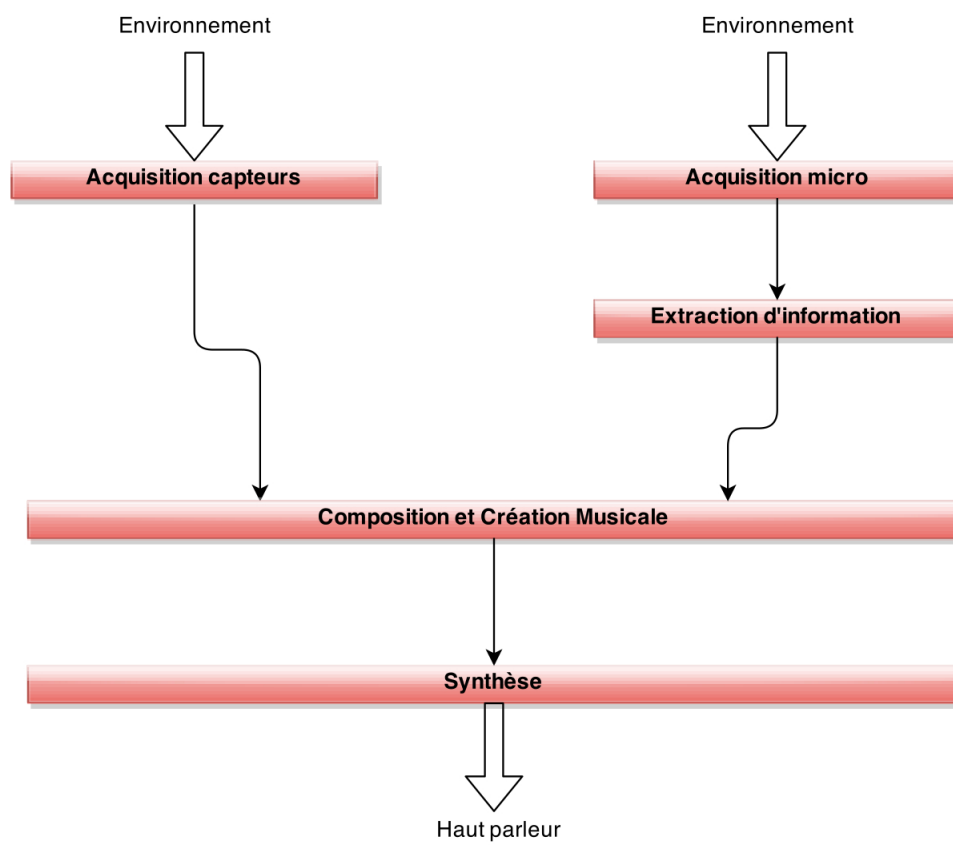 Environnement
Environnement
Acquisition capteurs
Acquisition micro
Extraction d'information
Composition et Création Musicale
Synthèse
Haut parleur